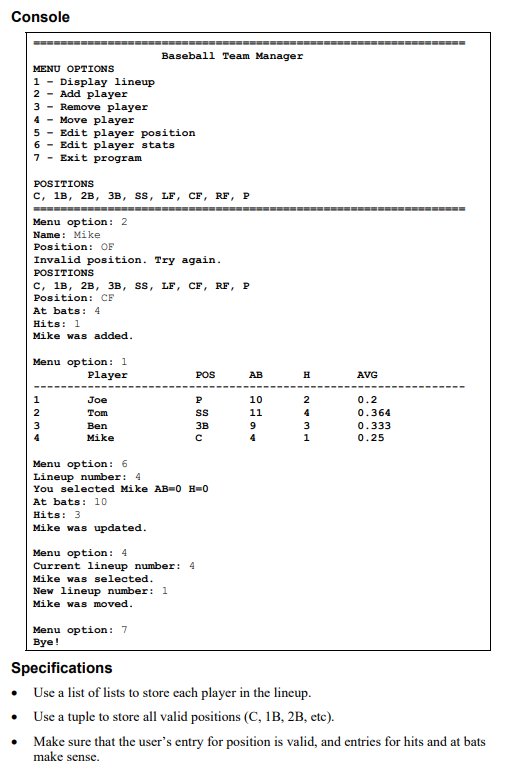 Console
================================================================
Baseball Team Manager
MENU OPTIONS
1 – Display lineup
2 – Add player
3 – Remove player
4 – Move player
5 – Edit player position
6 - Edit player stats
7 - Exit program
POSITIONS
C, 1B, 2B, 3B, SS, LF, CF, RF, P
================================================================
Menu option: 2
Name: Mike
Position: OF
Invalid position. Try again.
POSITIONS
C, 1B, 2B, 3B, SS, LF, CF, RF, P
Position: CF
At bats: 4
Hits: 1
Mike was added.
Menu option: 1
Player POS AB H AVG
----------------------------------------------------------------
1 Joe P 10 2 0.2
2 Tom SS 11 4 0.364
3 Ben 3B 9 3 0.333
4 Mike C 4 1 0.25
Menu option: 6
Lineup number: 4
You selected Mike AB=0 H=0
At bats: 10
Hits: 3
Mike was updated.
Menu option: 4
Current lineup number: 4
Mike was selected.
New lineup number: 1
Mike was moved.
Menu option: 7
Bye!
Specifications
• Use a list of lists to store each player in the lineup.
• Use a tuple to store all valid positions (C, 1B, 2B, etc).
• Make sure that the user's entry for position is valid, and entries for hits and at bats
make sense.